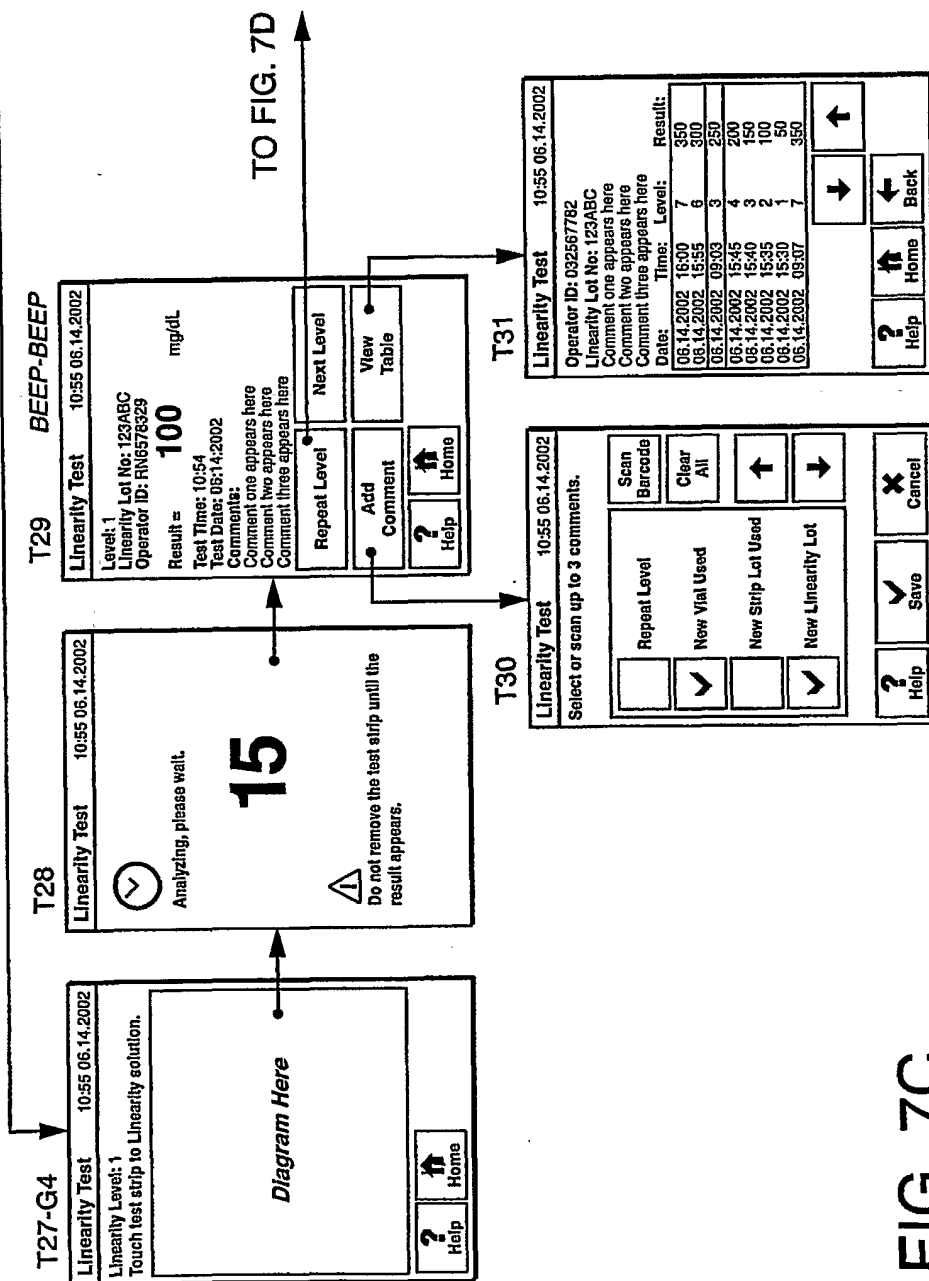 T27-G4
Linearity Test 10:55 06.14.2002
Linearity Level: 1
Touch test strip to Linearity solution.
Diagram Here
? Help
Home
T28
Linearity Test 10:55 06.14.2002
Analyzing, please wait.
15
Do not remove the test strip until the
result appears.
T29 BEEP-BEEP
Linearity Test 10:55 06.14.2002
Level: 1
Linearity Lot No: 123ABC
Operator ID: RN6578329
Result = 100 mg/dL
Test Time: 10:54
Test Date: 06:14:2002
Comments:
Comment one appears here
Comment two appears here
Comment three appears here
Repeat Level
Next Level
Add
Comment
View
Table
? Help
Home
TO FIG. 7D
T30
Linearity Test 10:55 06.14.2002
Select or scan up to 3 comments.
Repeat Level
New Vial Used
New Strip Lot Used
New Linearity Lot
Scan
Barcode
Clear
All
? Help
Save
Cancel
T31
Linearity Test 10:55 06.14.2002
Operator ID: 032567782
Linearity Lot No: 123ABC
Comment one appears here
Comment two appears here
Comment three appears here
Date: Time: Level: Result:
06.14.2002 16:00 7 350
06.14.2002 15:55 6 300
06.14.2002 09:03 3 250
06.14.2002 15:45 4 200
06.14.2002 15:40 3 150
06.14.2002 15:35 2 100
06.14.2002 15:30 1 50
06.14.2002 09:07 7 350
? Help
Home
Back
FIG. 7C